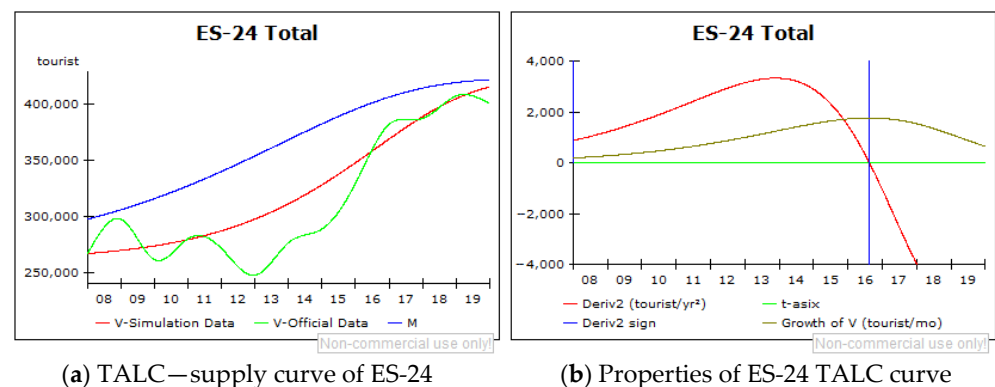 ES-24 Total
tourist
400,000
350,000
300,000
250,000
08 09 10 11 12 13 14 15 16 17 18 19
V-Simulation Data V-Official Data M
Non-commercial use only!
(a) TALC—supply curve of ES-24
ES-24 Total
4,000
2,000
0
−2,000
−4,000
08 09 10 11 12 13 14 15 16 17 18 19
Deriv2 (tourist/yr²) t-asix
Deriv2 sign Growth of V (tourist/mo)
Non-commercial use only!
(b) Properties of ES-24 TALC curve